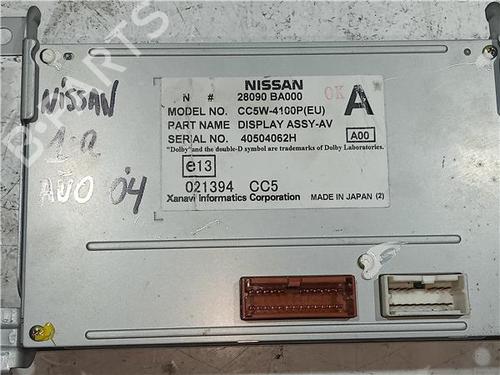 NISSAN
N # 28090 BA000 OK A
MODEL NO. CC5W-4100P(EU)
PART NAME DISPLAY ASSY-AV
SERIAL NO. 40504062H A00
"Dolby" and the double-D symbol are trademarks of Dolby Laboratories.
e13
021394 CC5
Xanavi Informatics Corporation MADE IN JAPAN (2)
NISSAN
AÑO 04
B-PARTS